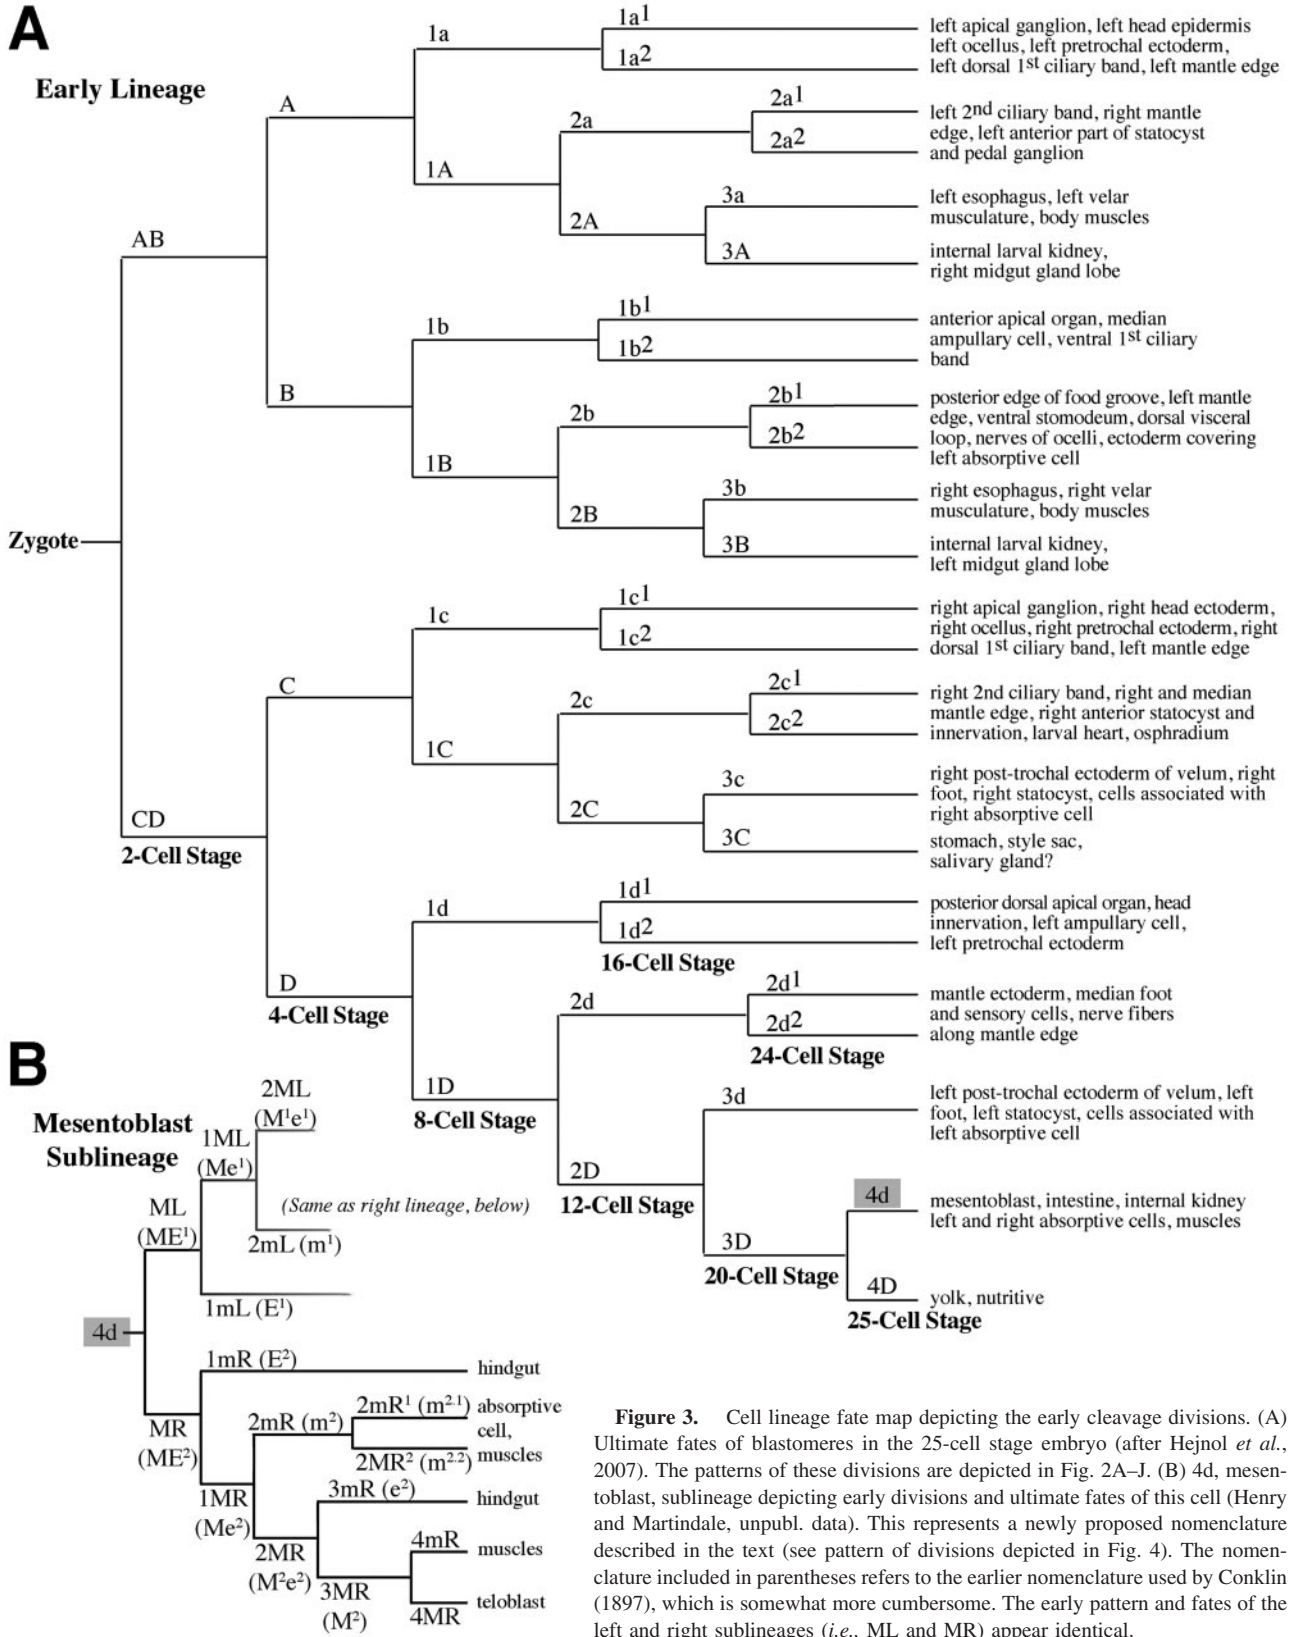 A
Early Lineage
Zygote
AB
CD
2-Cell Stage
A
B
C
D
4-Cell Stage
1a
1A
1b
1B
1c
1C
1d
1D
8-Cell Stage
1a1
1a2
left apical ganglion, left head epidermis
left ocellus, left pretrochal ectoderm,
left dorsal 1st ciliary band, left mantle edge
2a
2a1
2a2
left 2nd ciliary band, right mantle
edge, left anterior part of statocyst
and pedal ganglion
2A
3a
left esophagus, left velar
musculature, body muscles
3A
internal larval kidney,
right midgut gland lobe
1b1
1b2
anterior apical organ, median
ampullary cell, ventral 1st ciliary
band
2b
2b1
2b2
posterior edge of food groove, left mantle
edge, ventral stomodeum, dorsal visceral
loop, nerves of ocelli, ectoderm covering
left absorptive cell
2B
3b
right esophagus, right velar
musculature, body muscles
3B
internal larval kidney,
left midgut gland lobe
1c1
1c2
right apical ganglion, right head ectoderm,
right ocellus, right pretrochal ectoderm, right
dorsal 1st ciliary band, left mantle edge
2c
2c1
2c2
right 2nd ciliary band, right and median
mantle edge, right anterior statocyst and
innervation, larval heart, osphradium
2C
3c
right post-trochal ectoderm of velum, right
foot, right statocyst, cells associated with
right absorptive cell
3C
stomach, style sac,
salivary gland?
1d1
1d2
16-Cell Stage
posterior dorsal apical organ, head
innervation, left ampullary cell,
left pretrochal ectoderm
2d
2d1
2d2
24-Cell Stage
mantle ectoderm, median foot
and sensory cells, nerve fibers
along mantle edge
2D
12-Cell Stage
3d
left post-trochal ectoderm of velum, left
foot, left statocyst, cells associated with
left absorptive cell
3D
20-Cell Stage
4d
mesentoblast, intestine, internal kidney
left and right absorptive cells, muscles
4D
yolk, nutritive
25-Cell Stage
B
Mesentoblast
Sublineage
4d
ML
(ME¹)
1ML
(Me¹)
2ML
(M¹e¹)
(Same as right lineage, below)
2mL (m¹)
1mL (E¹)
MR
(ME²)
1mR (E²)
hindgut
1MR
(Me²)
2mR (m²)
2mR¹ (m²·¹)
2MR² (m²·²)
absorptive
cell,
muscles
2MR
(M²e²)
3mR (e²)
hindgut
3MR
(M²)
4mR
muscles
4MR
teloblast
Figure 3. Cell lineage fate map depicting the early cleavage divisions. (A)
Ultimate fates of blastomeres in the 25-cell stage embryo (after Hejnol et al.,
2007). The patterns of these divisions are depicted in Fig. 2A–J. (B) 4d, mesen-
toblast, sublineage depicting early divisions and ultimate fates of this cell (Henry
and Martindale, unpubl. data). This represents a newly proposed nomenclature
described in the text (see pattern of divisions depicted in Fig. 4). The nomen-
clature included in parentheses refers to the earlier nomenclature used by Conklin
(1897), which is somewhat more cumbersome. The early pattern and fates of the
left and right sublineages (i.e., ML and MR) appear identical.